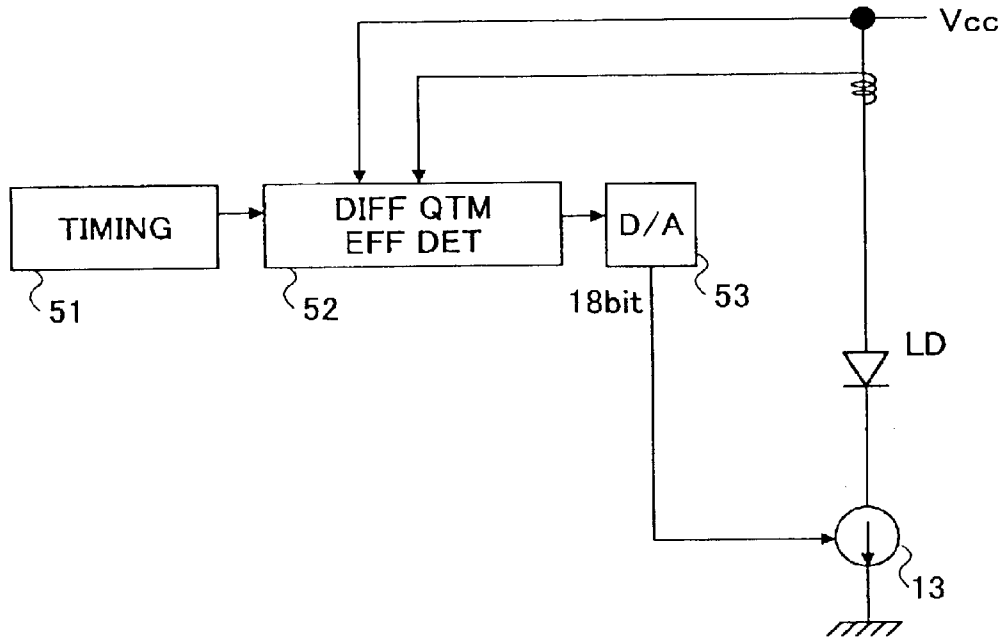 Vcc
TIMING
DIFF QTM
EFF DET
D/A
51
52
18bit
53
LD
13